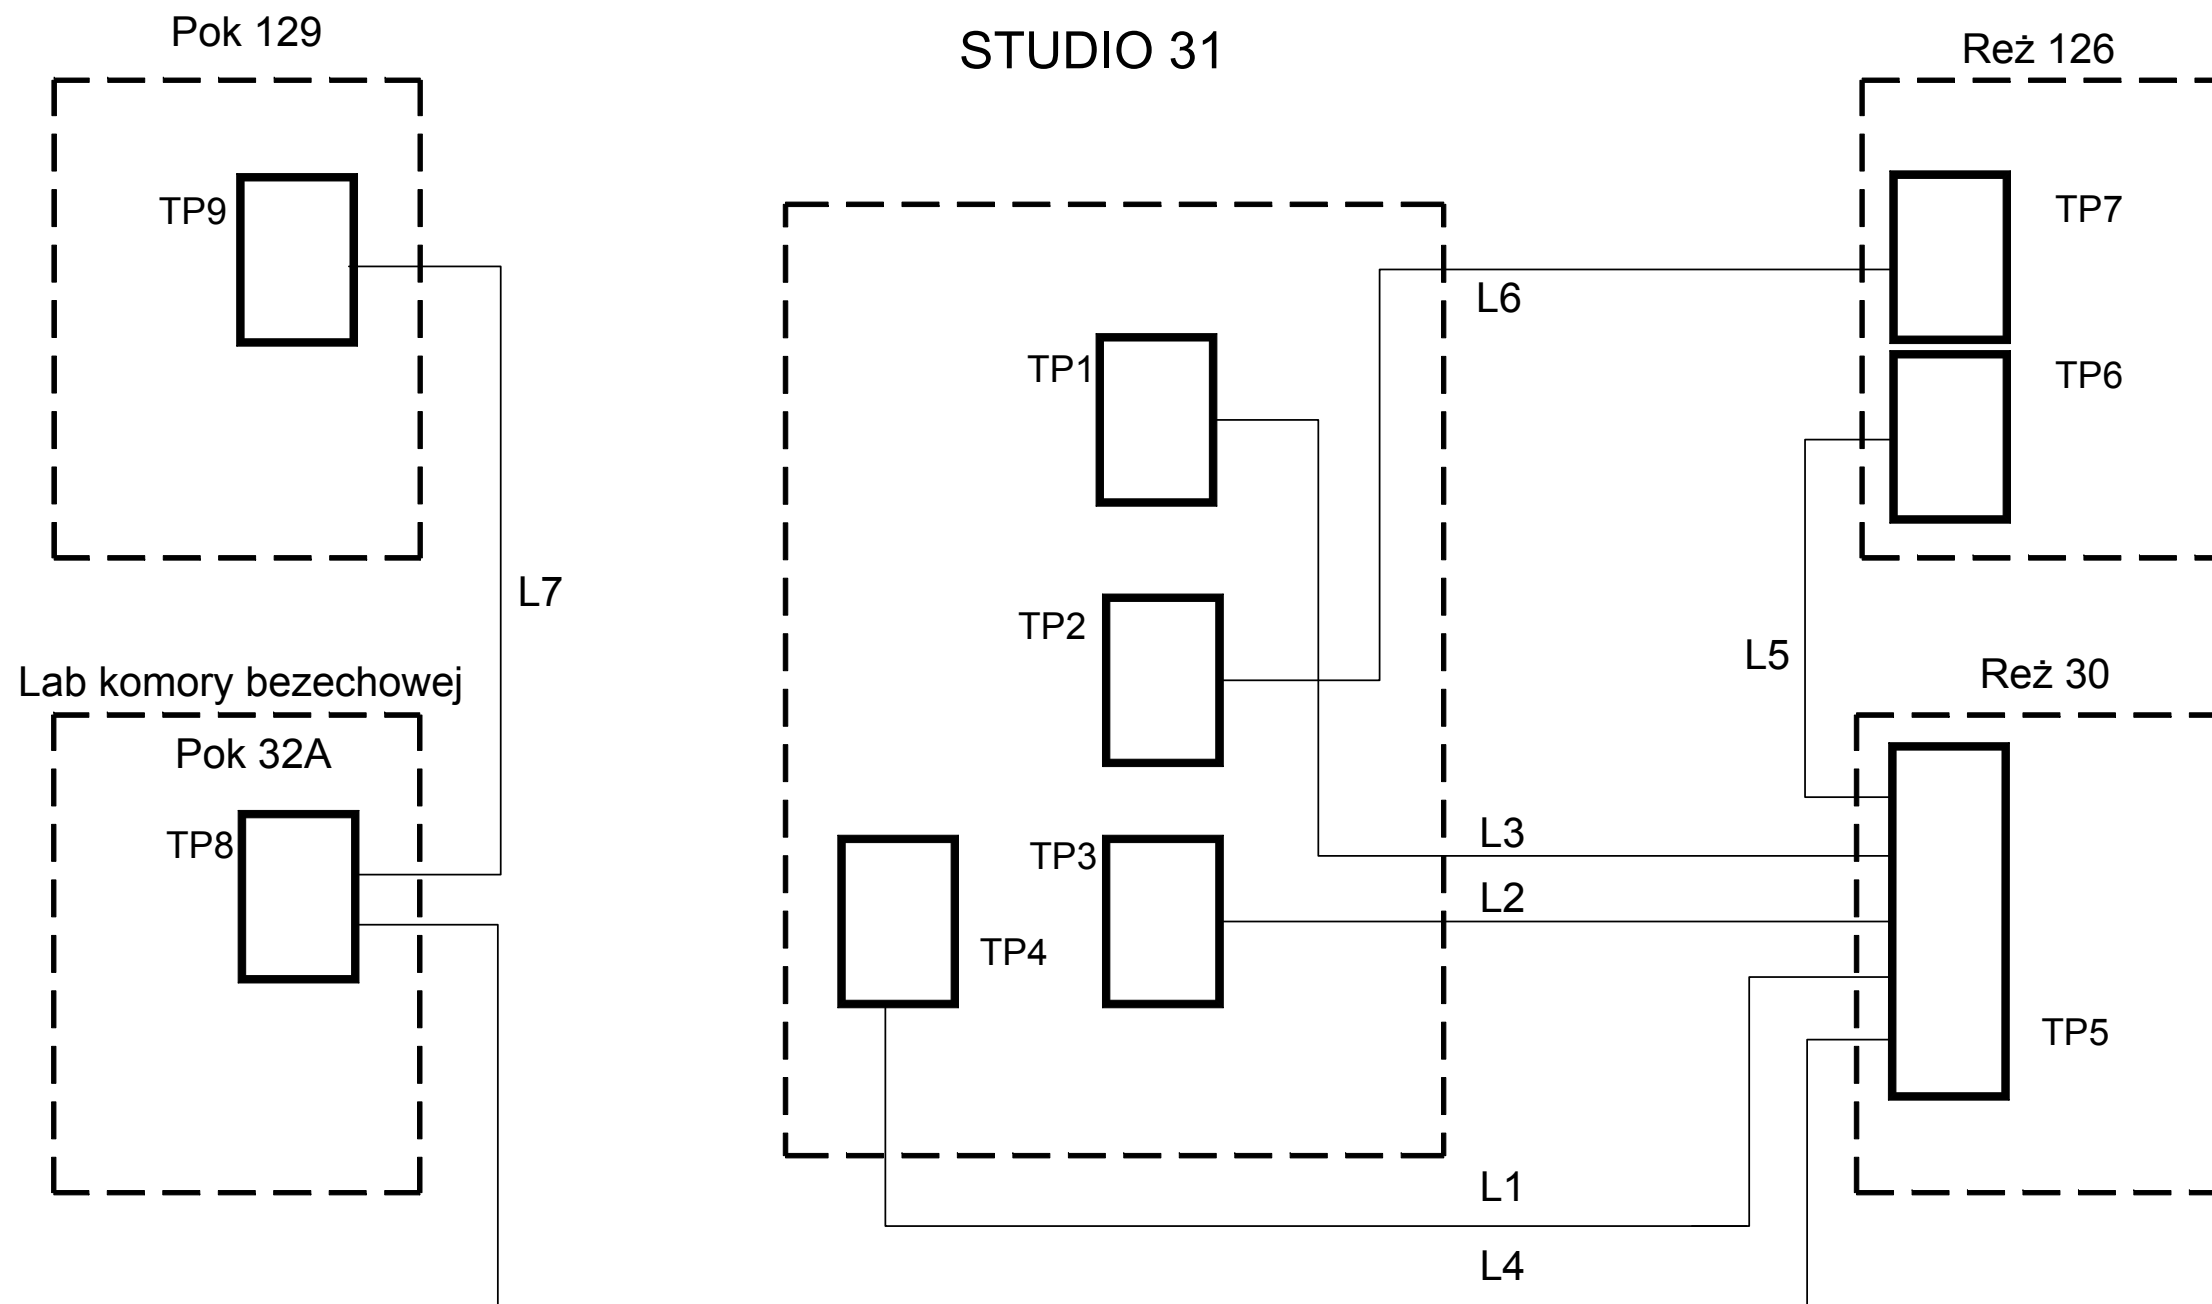 Pok 129
STUDIO 31
Reż 126
TP9
TP7
L6
TP1
TP6
L7
TP2
L5
Lab komory bezechowej
Reż 30
Pok 32A
TP8
L3
TP3
L2
TP4
TP5
L1
L4